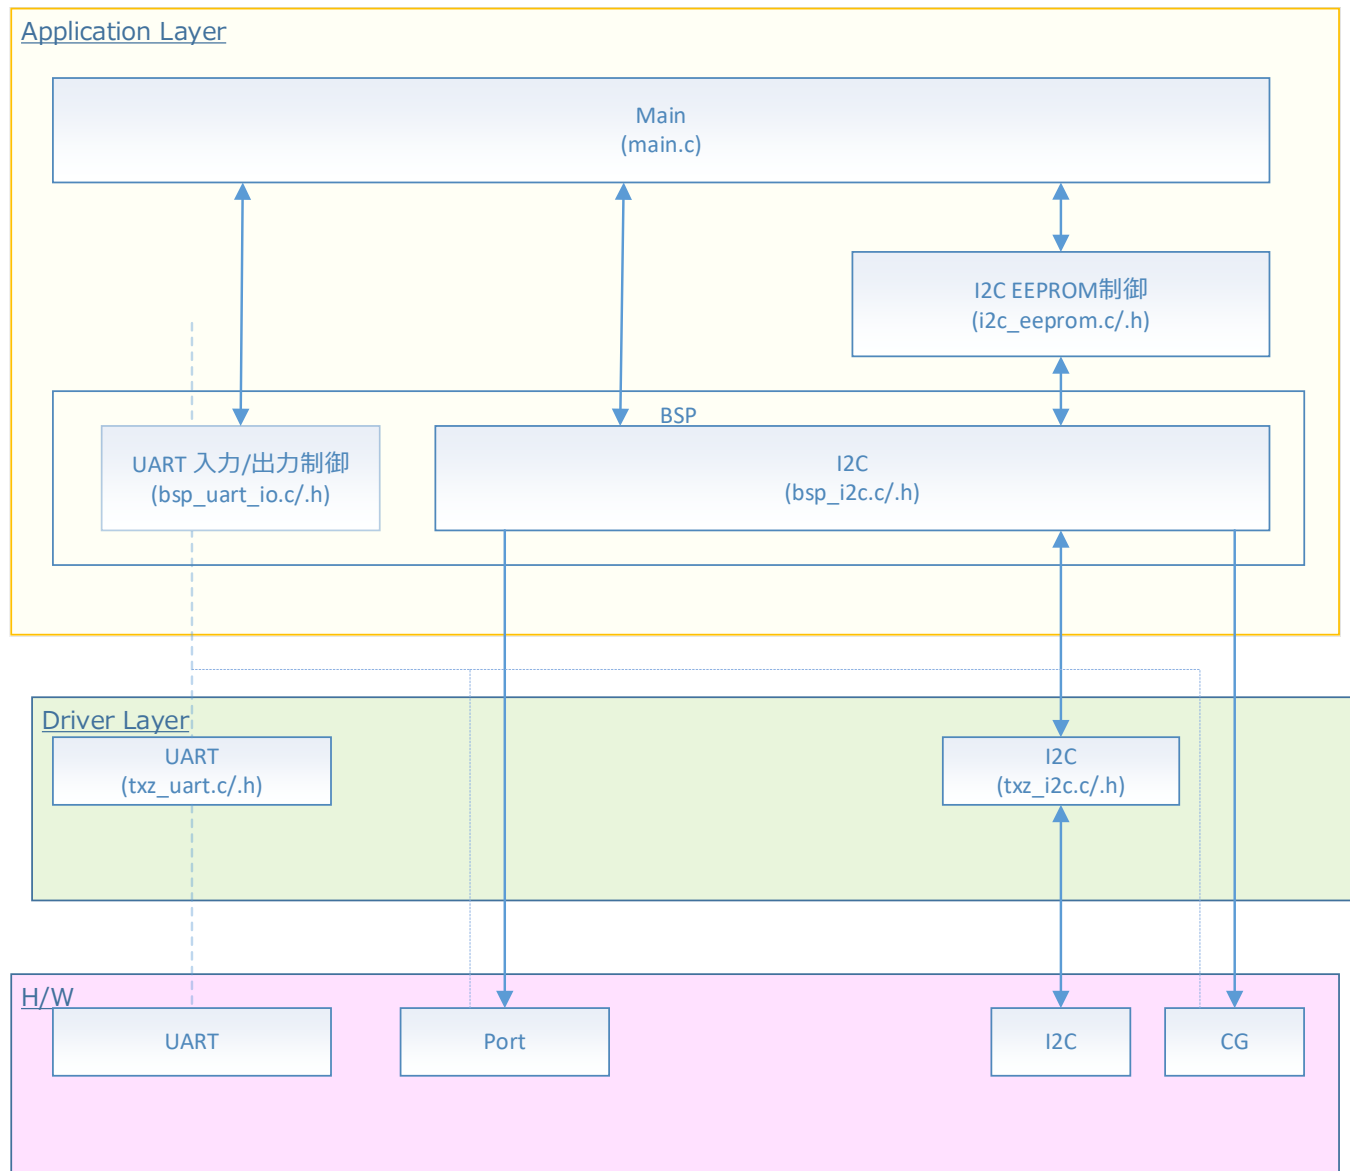 Application Layer
Main
(main.c)
I2C EEPROM制御
(i2c_eeprom.c/.h)
BSP
UART 入力/出力制御
(bsp_uart_io.c/.h)
I2C
(bsp_i2c.c/.h)
Driver Layer
UART
(txz_uart.c/.h)
I2C
(txz_i2c.c/.h)
H/W
UART
Port
I2C
CG